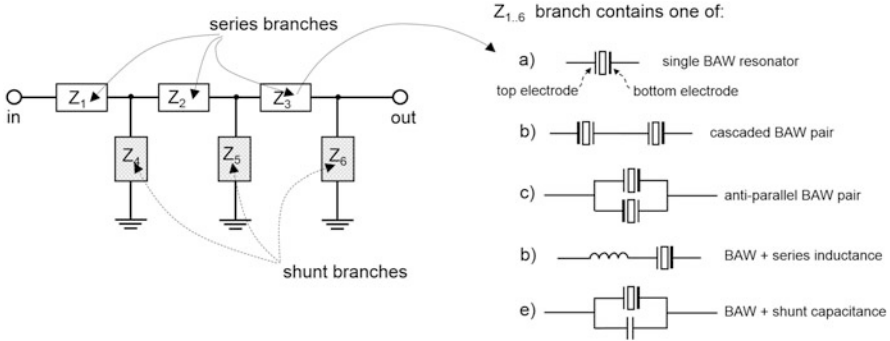 series branches
Z1
Z2
Z3
in
out
Z4
Z5
Z6
shunt branches
Z1..6 branch contains one of:
a)
single BAW resonator
top electrode
bottom electrode
b)
cascaded BAW pair
c)
anti-parallel BAW pair
b)
BAW + series inductance
e)
BAW + shunt capacitance